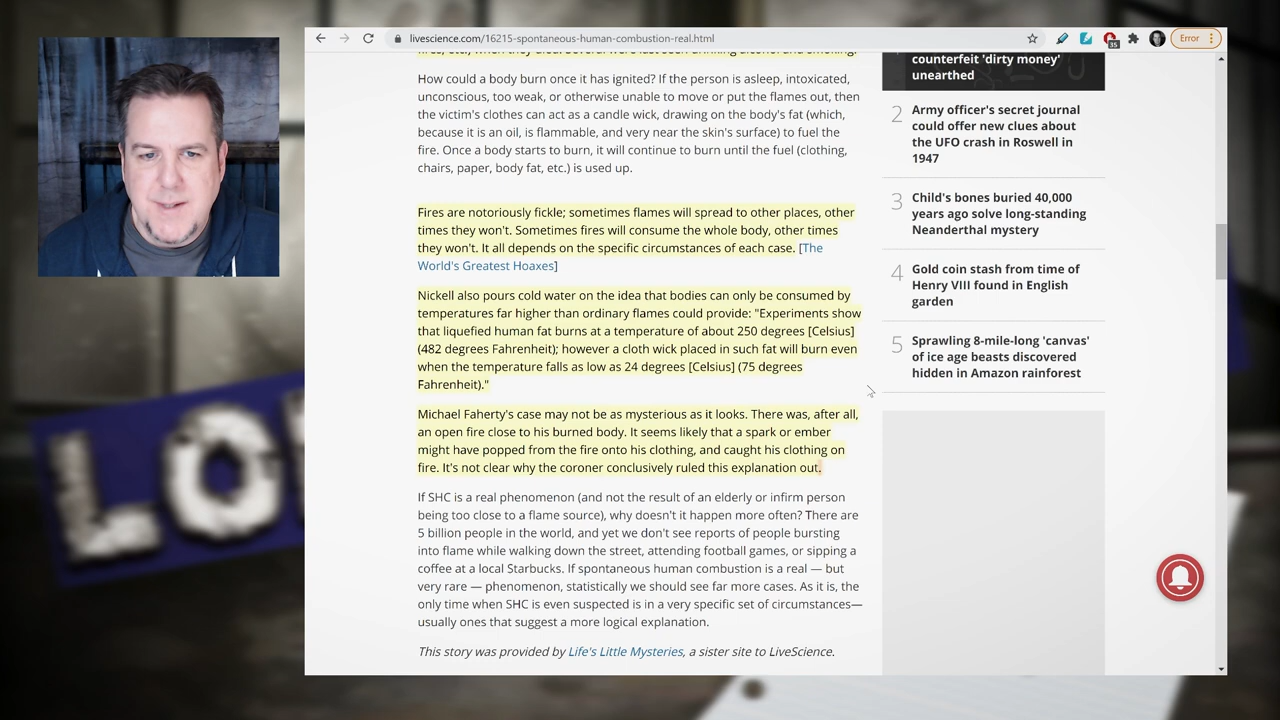 livescience.com/16215-spontaneous-human-combustion-real.html
35
Error
How could a body burn once it has ignited? If the person is asleep, intoxicated,
unconscious, too weak, or otherwise unable to move or put the flames out, then
the victim's clothes can act as a candle wick, drawing on the body's fat (which,
because it is an oil, is flammable, and very near the skin's surface) to fuel the
fire. Once a body starts to burn, it will continue to burn until the fuel (clothing,
chairs, paper, body fat, etc.) is used up.
Fires are notoriously fickle; sometimes flames will spread to other places, other
times they won't. Sometimes fires will consume the whole body, other times
they won't. It all depends on the specific circumstances of each case. [The
World's Greatest Hoaxes]
Nickell also pours cold water on the idea that bodies can only be consumed by
temperatures far higher than ordinary flames could provide: "Experiments show
that liquefied human fat burns at a temperature of about 250 degrees [Celsius]
(482 degrees Fahrenheit); however a cloth wick placed in such fat will burn even
when the temperature falls as low as 24 degrees [Celsius] (75 degrees
Fahrenheit)."
Michael Faherty's case may not be as mysterious as it looks. There was, after all,
an open fire close to his burned body. It seems likely that a spark or ember
might have popped from the fire onto his clothing, and caught his clothing on
fire. It's not clear why the coroner conclusively ruled this explanation out.
If SHC is a real phenomenon (and not the result of an elderly or infirm person
being too close to a flame source), why doesn't it happen more often? There are
5 billion people in the world, and yet we don't see reports of people bursting
into flame while walking down the street, attending football games, or sipping a
coffee at a local Starbucks. If spontaneous human combustion is a real — but
very rare — phenomenon, statistically we should see far more cases. As it is, the
only time when SHC is even suspected is in a very specific set of circumstances—
usually ones that suggest a more logical explanation.
This story was provided by Life's Little Mysteries, a sister site to LiveScience.
counterfeit 'dirty money'
unearthed
2 Army officer's secret journal
could offer new clues about
the UFO crash in Roswell in
1947
3 Child's bones buried 40,000
years ago solve long-standing
Neanderthal mystery
4 Gold coin stash from time of
Henry VIII found in English
garden
5 Sprawling 8-mile-long 'canvas'
of ice age beasts discovered
hidden in Amazon rainforest
LO